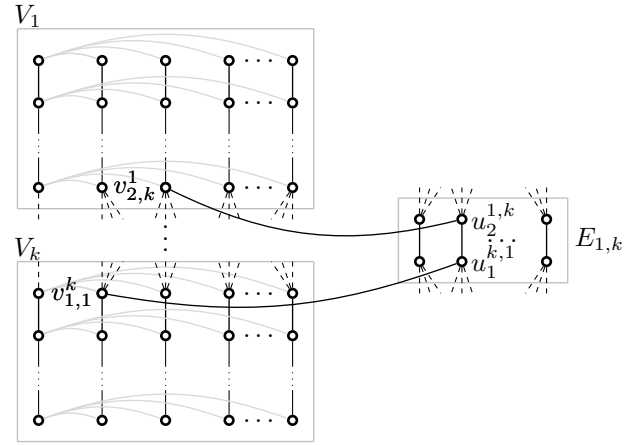 V_1
v^1_{2,k}
u^{1,k}_2
E_{1,k}
u^{k,1}_1
V_k
v^k_{1,1}